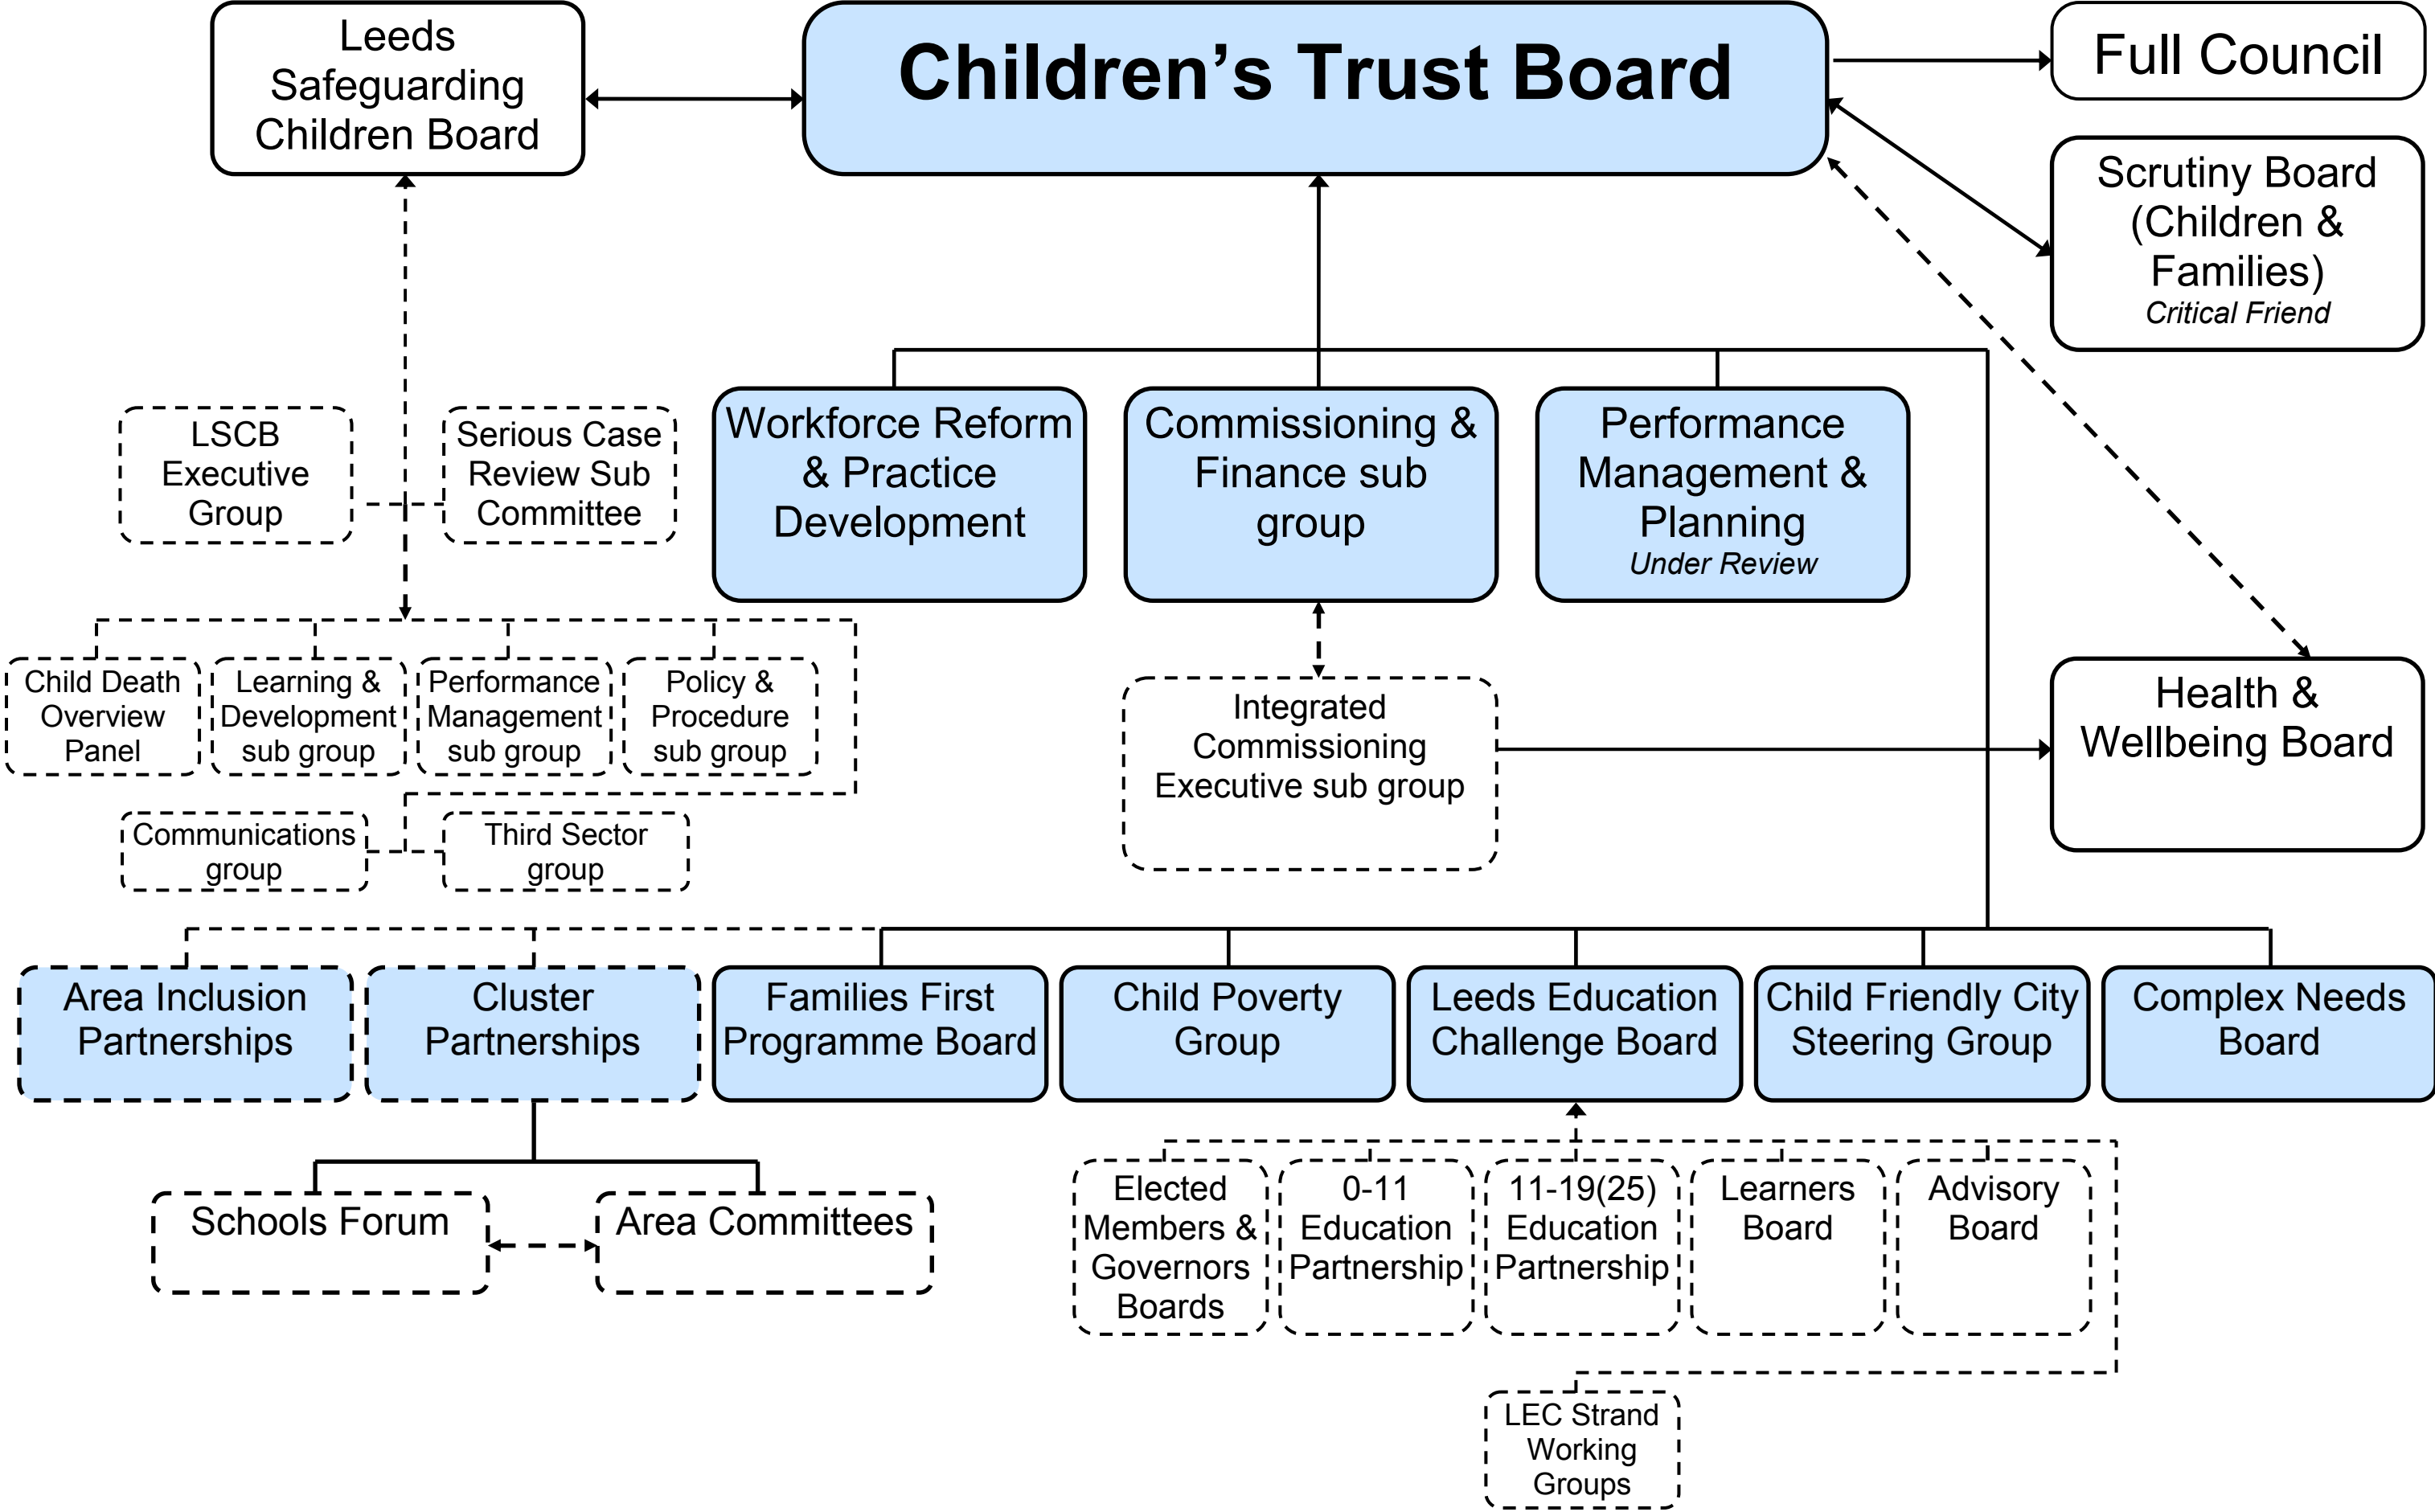 Leeds
Safeguarding
Children Board
Children’s Trust Board
Full Council
Scrutiny Board
(Children &
Families)
Critical Friend
LSCB
Executive
Group
Serious Case
Review Sub
Committee
Workforce Reform
& Practice
Development
Commissioning &
Finance sub
group
Performance
Management &
Planning
Under Review
Child Death
Overview
Panel
Learning &
Development
sub group
Performance
Management
sub group
Policy &
Procedure
sub group
Integrated
Commissioning
Executive sub group
Health &
Wellbeing Board
Communications
group
Third Sector
group
Area Inclusion
Partnerships
Cluster
Partnerships
Families First
Programme Board
Child Poverty
Group
Leeds Education
Challenge Board
Child Friendly City
Steering Group
Complex Needs
Board
Schools Forum
Area Committees
Elected
Members &
Governors
Boards
0-11
Education
Partnership
11-19(25)
Education
Partnership
Learners
Board
Advisory
Board
LEC Strand
Working
Groups